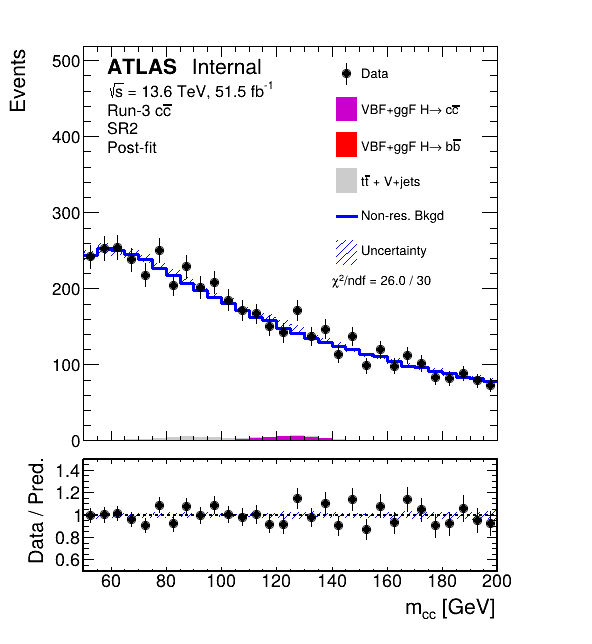 Events
500
400
300
200
100
0
ATLAS Internal
√s = 13.6 TeV, 51.5 fb⁻¹
Run-3 cc̅
SR2
Post-fit
Data
VBF+ggF H→ cc̅
VBF+ggF H→ bb̅
tt̅ + V+jets
Non-res. Bkgd
Uncertainty
χ²/ndf = 26.0 / 30
Data / Pred.
1.4
1.2
1
0.8
0.6
60 80 100 120 140 160 180 200
m_cc [GeV]